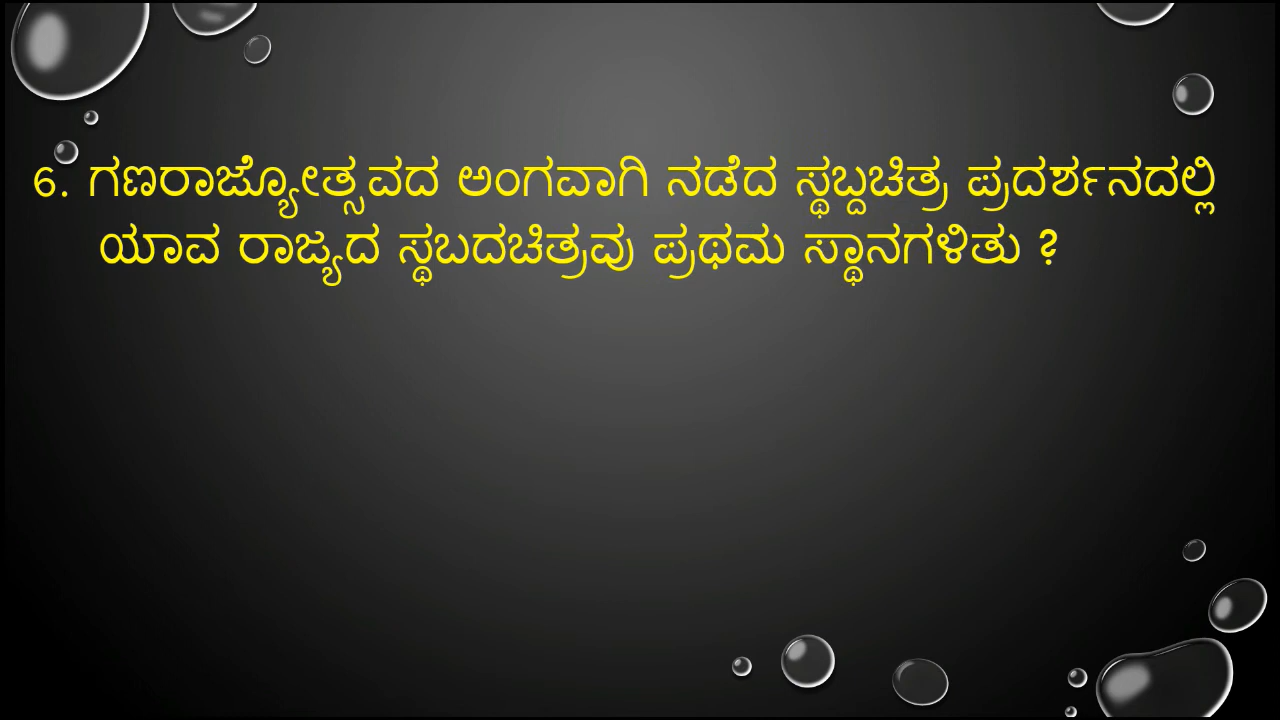 6. ಗಣರಾಜ್ಯೋತ್ಸವದ ಅಂಗವಾಗಿ ನಡೆದ ಸ್ಥಬ್ದಚಿತ್ರ ಪ್ರದರ್ಶನದಲ್ಲಿ
ಯಾವ ರಾಜ್ಯದ ಸ್ಥಬದಚಿತ್ರವು ಪ್ರಥಮ ಸ್ಥಾನಗಳಿತು ?